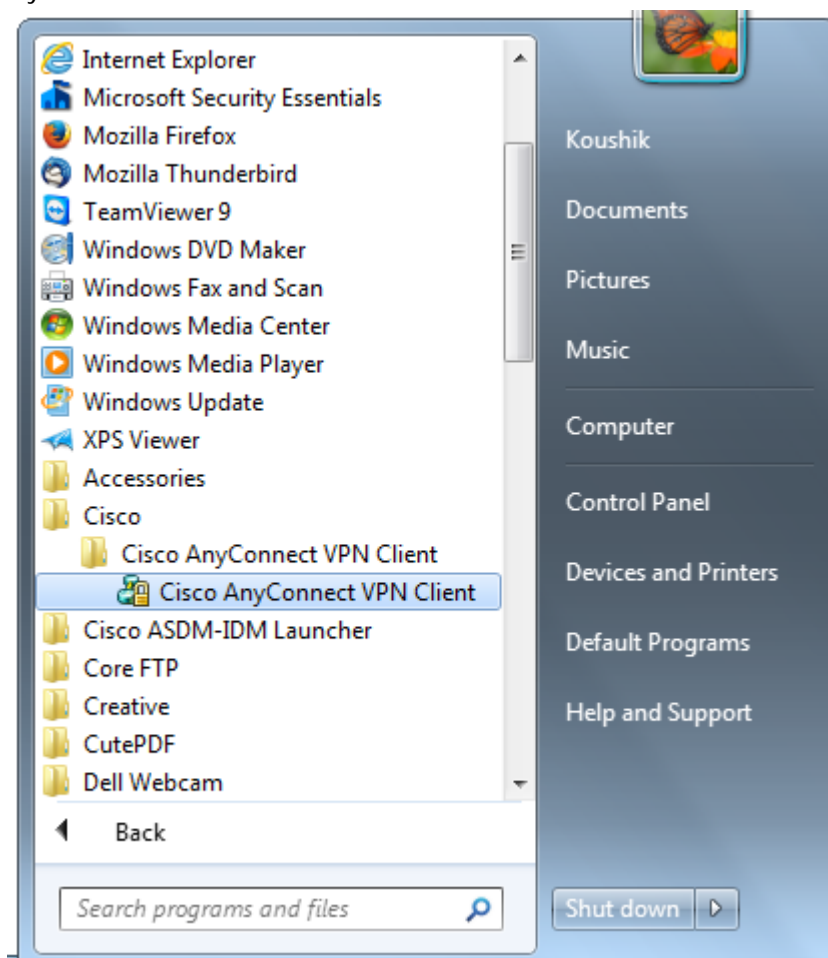 Internet Explorer
Microsoft Security Essentials
Mozilla Firefox
Mozilla Thunderbird
TeamViewer 9
Windows DVD Maker
Windows Fax and Scan
Windows Media Center
Windows Media Player
Windows Update
XPS Viewer
Accessories
Cisco
Cisco AnyConnect VPN Client
Cisco AnyConnect VPN Client
Cisco ASDM-IDM Launcher
Core FTP
Creative
CutePDF
Dell Webcam
Back
Search programs and files
Koushik
Documents
Pictures
Music
Computer
Control Panel
Devices and Printers
Default Programs
Help and Support
Shut down